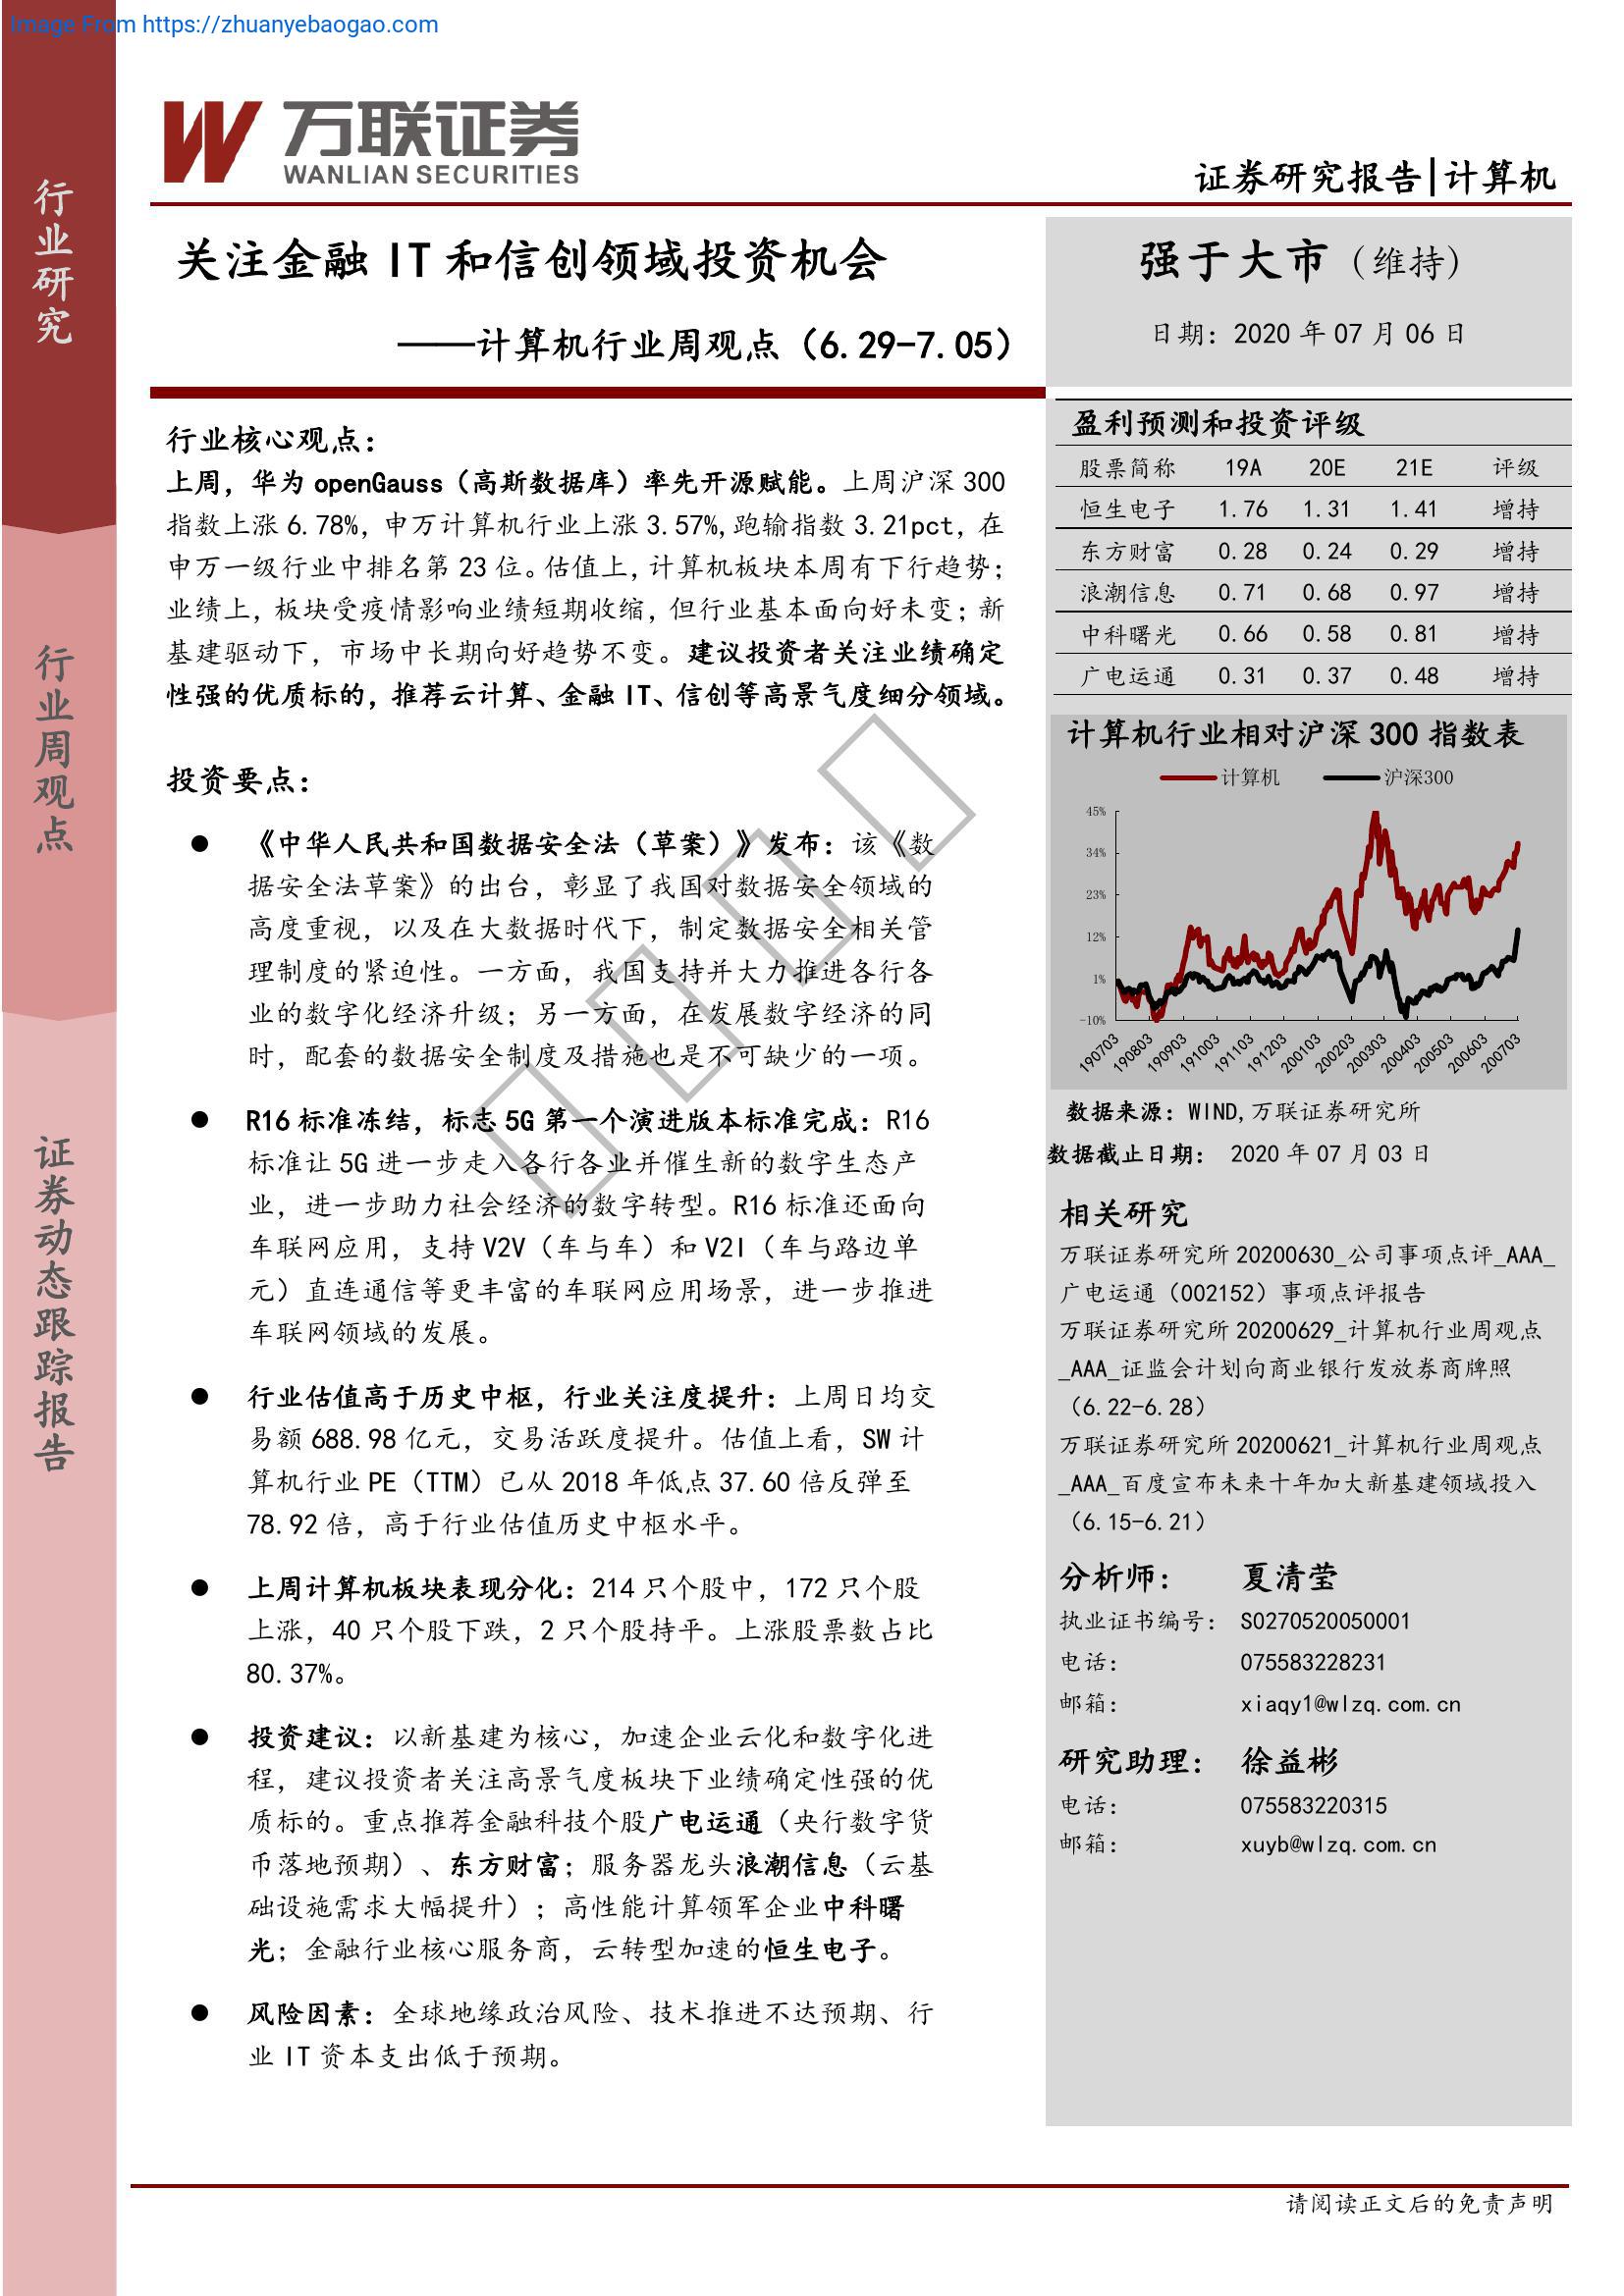 Image From https://zhuanyebaogao.com
万联证券
WANLIAN SECURITIES
证券研究报告|计算机
行业研究
行业周观点
证券动态跟踪报告
关注金融 IT 和信创领域投资机会
——计算机行业周观点（6.29-7.05）
强于大市（维持）
日期：2020 年 07 月 06 日
行业核心观点：
上周，华为 openGauss（高斯数据库）率先开源赋能。上周沪深 300
指数上涨 6.78%，申万计算机行业上涨 3.57%,跑输指数 3.21pct，在
申万一级行业中排名第 23 位。估值上，计算机板块本周有下行趋势；
业绩上，板块受疫情影响业绩短期收缩，但行业基本面向好未变；新
基建驱动下，市场中长期向好趋势不变。建议投资者关注业绩确定
性强的优质标的，推荐云计算、金融 IT、信创等高景气度细分领域。
投资要点：
● 《中华人民共和国数据安全法（草案）》发布：该《数
据安全法草案》的出台，彰显了我国对数据安全领域的
高度重视，以及在大数据时代下，制定数据安全相关管
理制度的紧迫性。一方面，我国支持并大力推进各行各
业的数字化经济升级；另一方面，在发展数字经济的同
时，配套的数据安全制度及措施也是不可缺少的一项。
● R16 标准冻结，标志 5G 第一个演进版本标准完成：R16
标准让 5G 进一步走入各行各业并催生新的数字生态产
业，进一步助力社会经济的数字转型。R16 标准还面向
车联网应用，支持 V2V（车与车）和 V2I（车与路边单
元）直连通信等更丰富的车联网应用场景，进一步推进
车联网领域的发展。
● 行业估值高于历史中枢，行业关注度提升：上周日均交
易额 688.98 亿元，交易活跃度提升。估值上看，SW 计
算机行业 PE（TTM）已从 2018 年低点 37.60 倍反弹至
78.92 倍，高于行业估值历史中枢水平。
● 上周计算机板块表现分化：214 只个股中，172 只个股
上涨，40 只个股下跌，2 只个股持平。上涨股票数占比
80.37%。
● 投资建议：以新基建为核心，加速企业云化和数字化进
程，建议投资者关注高景气度板块下业绩确定性强的优
质标的。重点推荐金融科技个股广电运通（央行数字货
币落地预期）、东方财富；服务器龙头浪潮信息（云基
础设施需求大幅提升）；高性能计算领军企业中科曙
光；金融行业核心服务商，云转型加速的恒生电子。
● 风险因素：全球地缘政治风险、技术推进不达预期、行
业 IT 资本支出低于预期。
盈利预测和投资评级
股票简称 19A 20E 21E 评级
恒生电子 1.76 1.31 1.41 增持
东方财富 0.28 0.24 0.29 增持
浪潮信息 0.71 0.68 0.97 增持
中科曙光 0.66 0.58 0.81 增持
广电运通 0.31 0.37 0.48 增持
计算机行业相对沪深 300 指数表
计算机 沪深300
45%
34%
23%
12%
1%
-10%
190703 190803 190903 191003 191103 191203 200103 200203 200303 200403 200503 200603 200703
数据来源：WIND,万联证券研究所
数据截止日期： 2020 年 07 月 03 日
相关研究
万联证券研究所 20200630_公司事项点评_AAA_
广电运通（002152）事项点评报告
万联证券研究所 20200629_计算机行业周观点
_AAA_证监会计划向商业银行发放券商牌照
（6.22-6.28）
万联证券研究所 20200621_计算机行业周观点
_AAA_百度宣布未来十年加大新基建领域投入
（6.15-6.21）
分析师： 夏清莹
执业证书编号： S0270520050001
电话： 075583228231
邮箱： xiaqy1@wlzq.com.cn
研究助理： 徐益彬
电话： 075583220315
邮箱： xuyb@wlzq.com.cn
请阅读正文后的免责声明